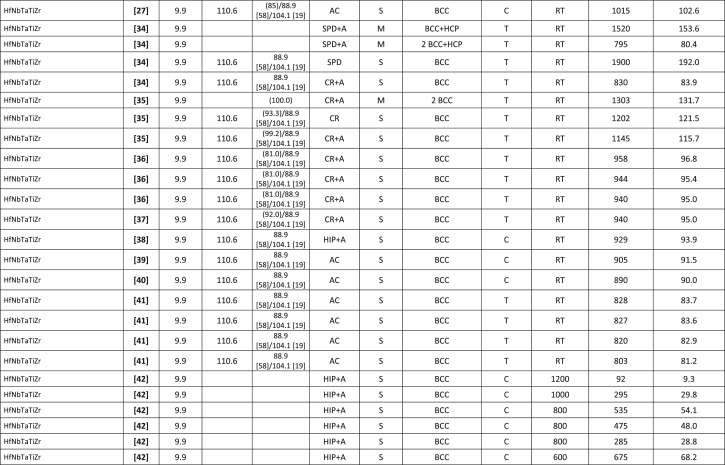 HfNbTaTiZr [27] 9.9 110.6 (85)/88.9 [58]/104.1 [19] AC S BCC C RT 1015 102.6
HfNbTaTiZr [34] 9.9 SPD+A M BCC+HCP T RT 1520 153.6
HfNbTaTiZr [34] 9.9 SPD+A M 2 BCC+HCP T RT 795 80.4
HfNbTaTiZr [34] 9.9 110.6 88.9 [58]/104.1 [19] SPD S BCC T RT 1900 192.0
HfNbTaTiZr [34] 9.9 110.6 88.9 [58]/104.1 [19] CR+A S BCC T RT 830 83.9
HfNbTaTiZr [35] 9.9 (100.0) CR+A M 2 BCC T RT 1303 131.7
HfNbTaTiZr [35] 9.9 110.6 (93.3)/88.9 [58]/104.1 [19] CR S BCC T RT 1202 121.5
HfNbTaTiZr [35] 9.9 110.6 (99.2)/88.9 [58]/104.1 [19] CR+A S BCC T RT 1145 115.7
HfNbTaTiZr [36] 9.9 110.6 (81.0)/88.9 [58]/104.1 [19] CR+A S BCC T RT 958 96.8
HfNbTaTiZr [36] 9.9 110.6 (81.0)/88.9 [58]/104.1 [19] CR+A S BCC T RT 944 95.4
HfNbTaTiZr [36] 9.9 110.6 (81.0)/88.9 [58]/104.1 [19] CR+A S BCC T RT 940 95.0
HfNbTaTiZr [37] 9.9 110.6 (92.0)/88.9 [58]/104.1 [19] CR+A S BCC T RT 940 95.0
HfNbTaTiZr [38] 9.9 110.6 88.9 [58]/104.1 [19] HIP+A S BCC C RT 929 93.9
HfNbTaTiZr [39] 9.9 110.6 88.9 [58]/104.1 [19] AC S BCC C RT 905 91.5
HfNbTaTiZr [40] 9.9 110.6 88.9 [58]/104.1 [19] AC S BCC C RT 890 90.0
HfNbTaTiZr [41] 9.9 110.6 88.9 [58]/104.1 [19] AC S BCC T RT 828 83.7
HfNbTaTiZr [41] 9.9 110.6 88.9 [58]/104.1 [19] AC S BCC T RT 827 83.6
HfNbTaTiZr [41] 9.9 110.6 88.9 [58]/104.1 [19] AC S BCC T RT 820 82.9
HfNbTaTiZr [41] 9.9 110.6 88.9 [58]/104.1 [19] AC S BCC T RT 803 81.2
HfNbTaTiZr [42] 9.9 HIP+A S BCC C 1200 92 9.3
HfNbTaTiZr [42] 9.9 HIP+A S BCC C 1000 295 29.8
HfNbTaTiZr [42] 9.9 HIP+A S BCC C 800 535 54.1
HfNbTaTiZr [42] 9.9 HIP+A S BCC C 800 475 48.0
HfNbTaTiZr [42] 9.9 HIP+A S BCC C 800 285 28.8
HfNbTaTiZr [42] 9.9 HIP+A S BCC C 600 675 68.2